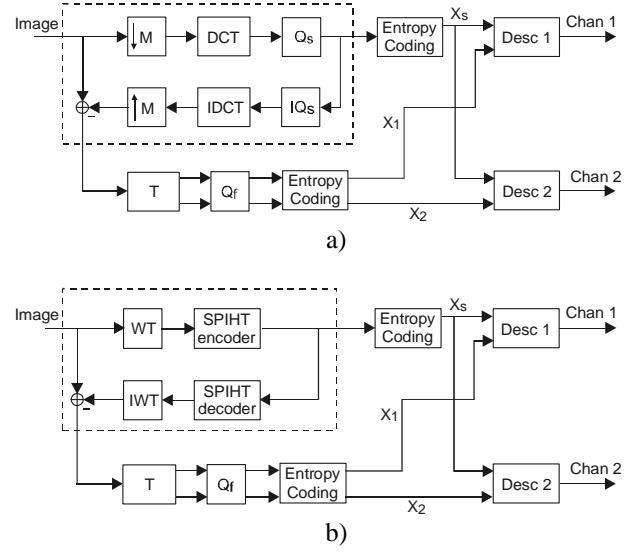 Image
M
DCT
Qs
Entropy
Coding
Xs
Desc 1
Chan 1
M
IDCT
IQs
X1
T
Qf
Entropy
Coding
X2
Desc 2
Chan 2
a)
Image
WT
SPIHT
encoder
Entropy
Coding
Xs
Desc 1
Chan 1
IWT
SPIHT
decoder
X1
T
Qf
Entropy
Coding
X2
Desc 2
Chan 2
b)